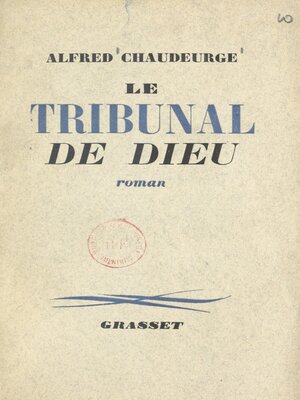 ALFRED CHAUDEURGE
LE
TRIBUNAL
DE DIEU
roman
GRASSET